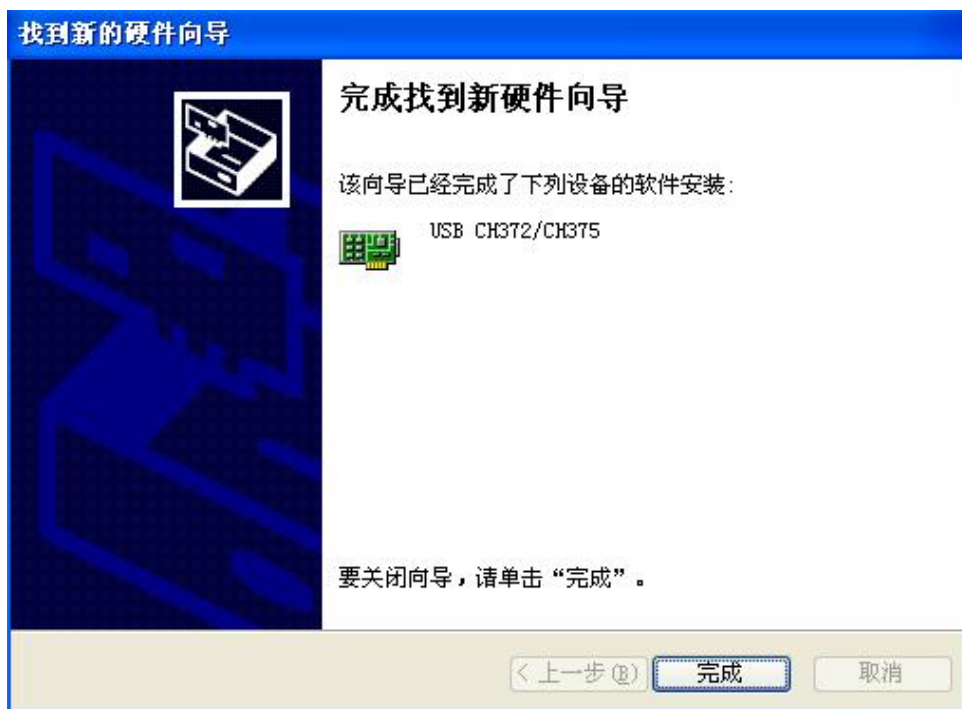 找到新的硬件向导
完成找到新硬件向导
该向导已经完成了下列设备的软件安装:
USB CH372/CH375
要关闭向导,请单击“完成”。
< 上一步(B)
完成
取消